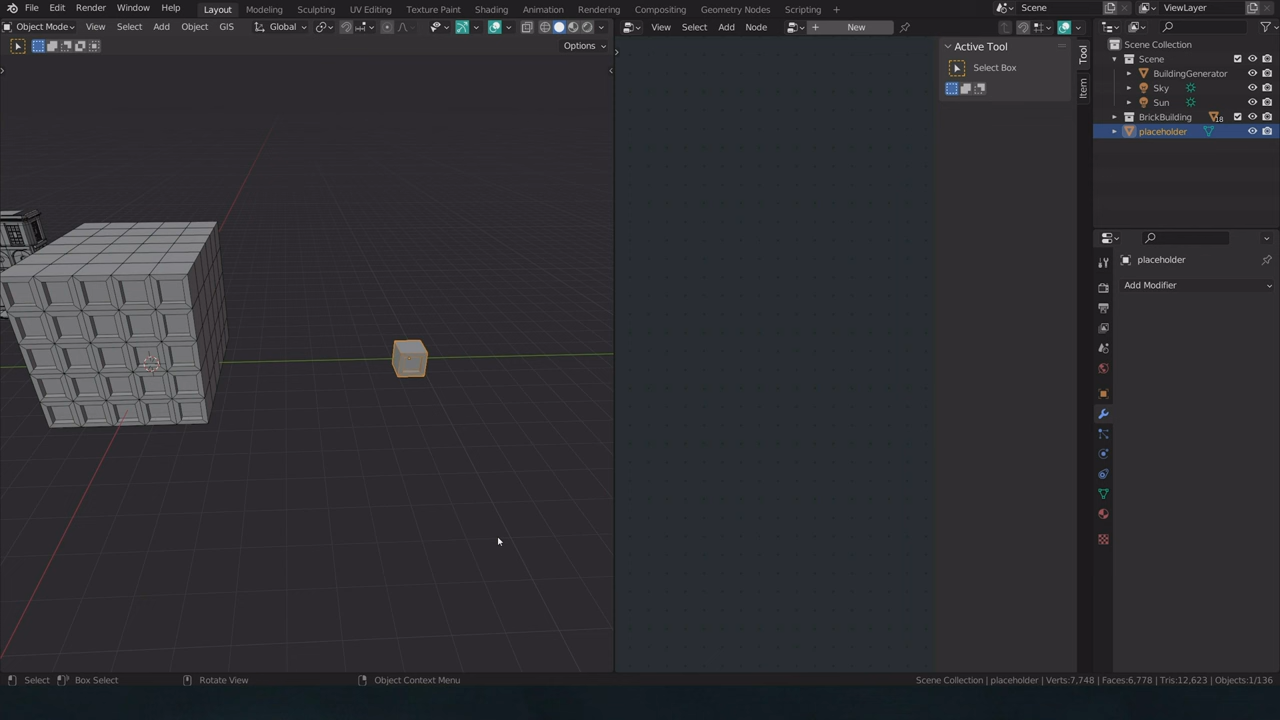 File Edit Render Window Help Layout Modeling Sculpting UV Editing Texture Paint Shading Animation Rendering Compositing Geometry Nodes Scripting + Scene ViewLayer
Object Mode View Select Add Object GIS Global View Select Add Node + New
Options
Active Tool
Select Box
Tool
Item
Scene Collection
Scene
BuildingGenerator
Sky
Sun
BrickBuilding 18
placeholder
placeholder
Add Modifier
Select Box Select Rotate View Object Context Menu Scene Collection | placeholder | Verts:7,748 | Faces:6,778 | Tris:12,623 | Objects:1/136